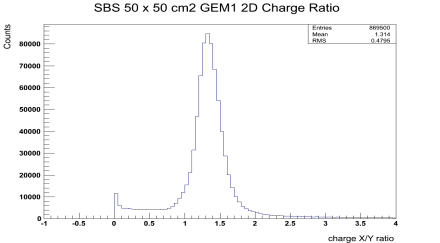 SBS 50 x 50 cm2 GEM1 2D Charge Ratio
Entries 869500
Mean 1.314
RMS 0.4795
Counts
80000
70000
60000
50000
40000
30000
20000
10000
0
-1 -0.5 0 0.5 1 1.5 2 2.5 3 3.5 4
charge X/Y ratio